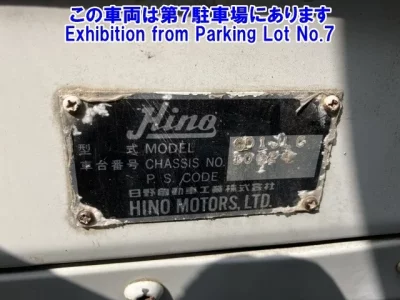 この車両は第7駐車場にあります
Exhibition from Parking Lot No.7
Hino
型 式 MODEL
車台番号 CHASSIS NO.
P. S. CODE
日野自動車工業株式会社
HINO MOTORS, LTD.